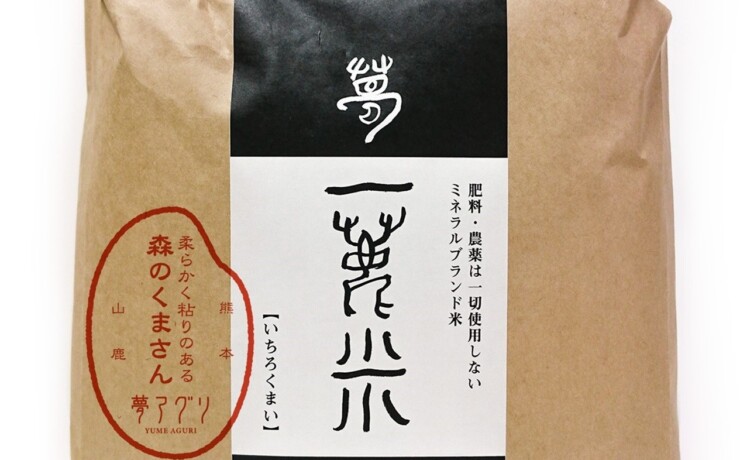 夢
肥料・農薬は一切使用しない
ミネラルブランド米
一鹿米
【いちろくまい】
熊本
柔らかく粘りのある
森のくまさん
山鹿
夢アグリ
YUME AGURI